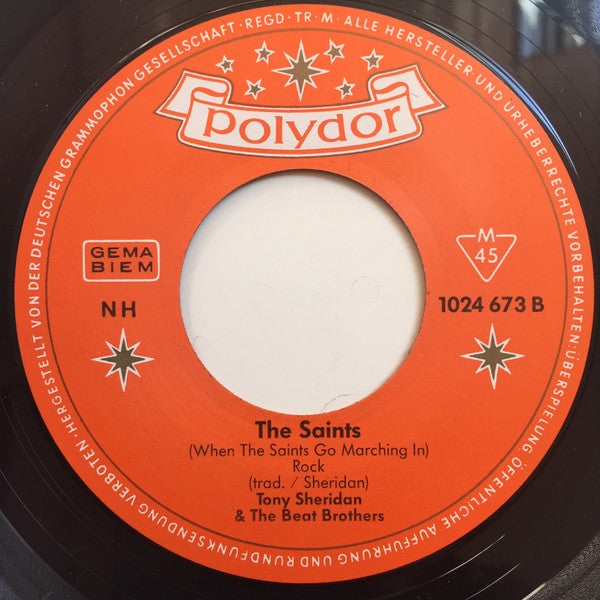 HERGESTELLT VON DER DEUTSCHEN GRAMMOPHON GESELLSCHAFT · REGD · TR · M · ALLE HERSTELLER- UND URHEBERRECHTE VORBEHALTEN: ÜBERSPIELUNG ÖFFENTLICHE AUFFÜHRUNG UND RUNDFUNKSENDUNG VERBOTEN ·
Polydor
GEMA
BIEM
M
45
NH
1024 673 B
The Saints
(When The Saints Go Marching In)
Rock
(trad. / Sheridan)
Tony Sheridan
& The Beat Brothers